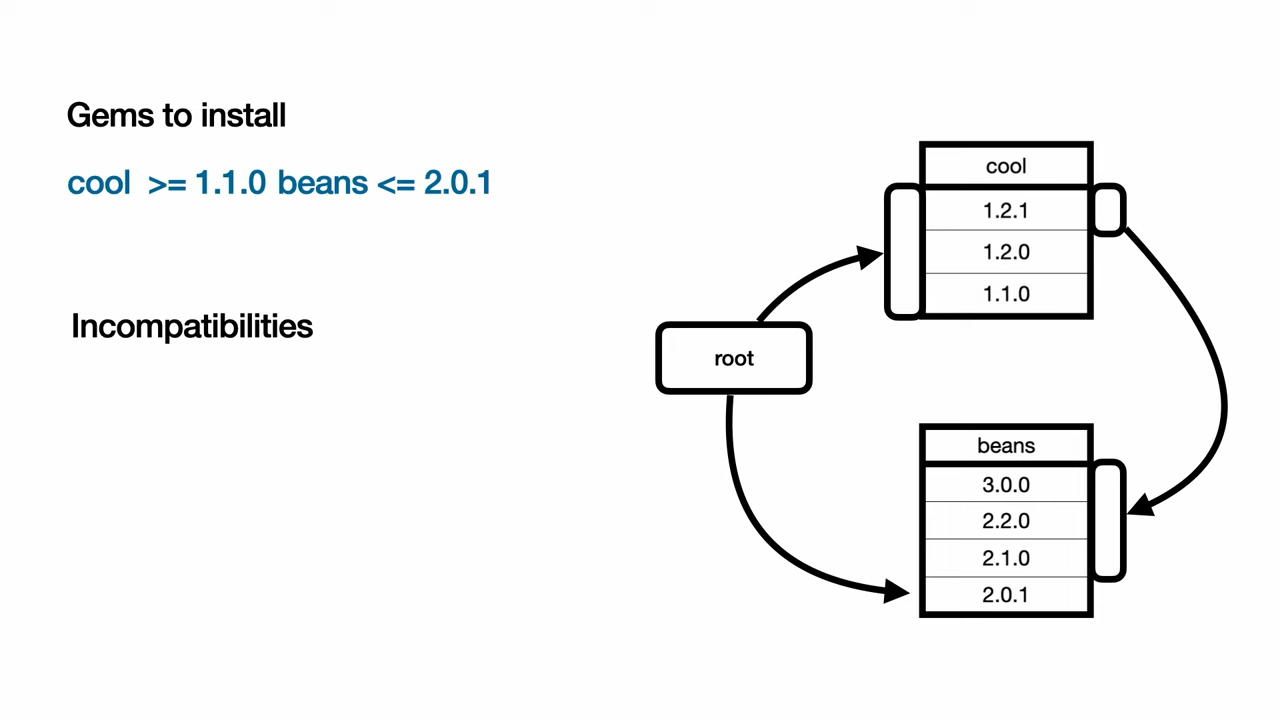 Gems to install
cool >= 1.1.0 beans <= 2.0.1
Incompatibilities
root
cool
1.2.1
1.2.0
1.1.0
beans
3.0.0
2.2.0
2.1.0
2.0.1